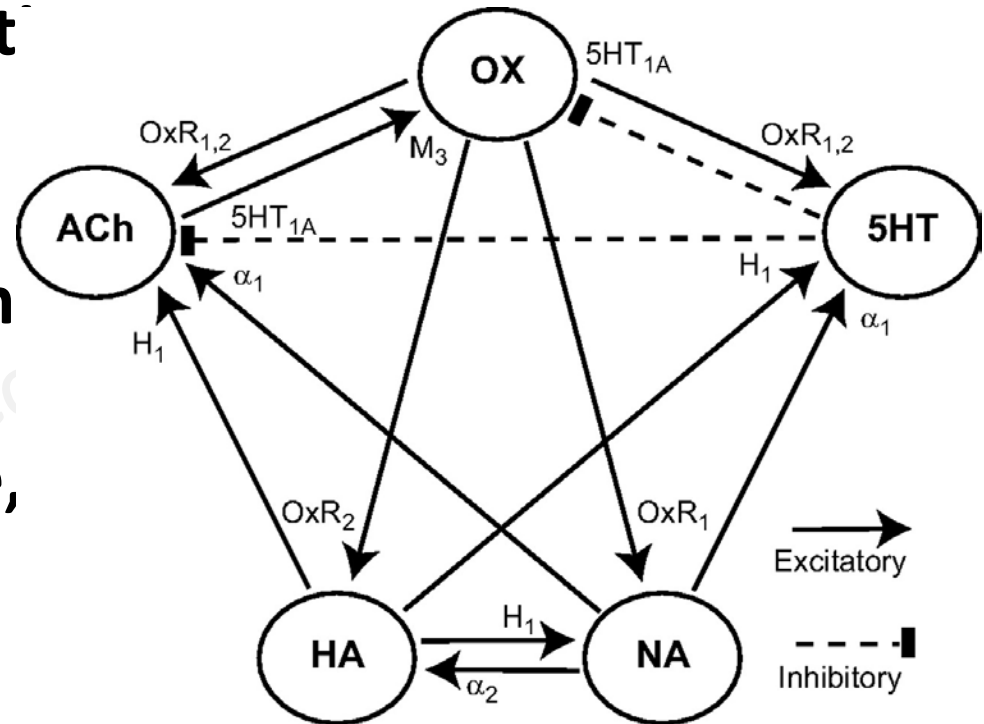 OX
5HT1A
OxR1,2
M3
OxR1,2
ACh
5HT1A
5HT
α1
H1
H1
α1
OxR2
OxR1
Excitatory
HA
H1
α2
NA
Inhibitory